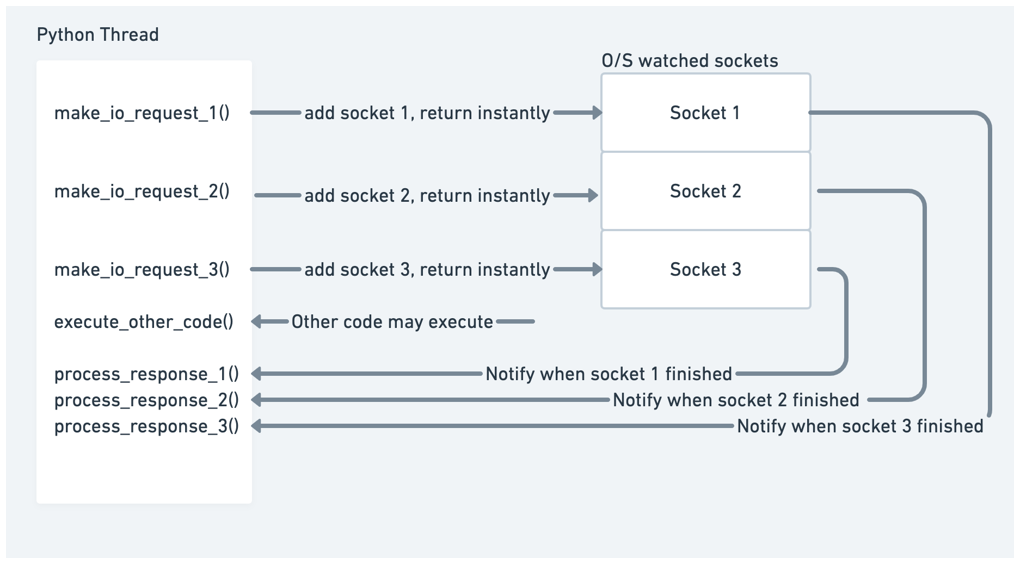 Python Thread
O/S watched sockets
make_io_request_1()
add socket 1, return instantly
Socket 1
make_io_request_2()
add socket 2, return instantly
Socket 2
make_io_request_3()
add socket 3, return instantly
Socket 3
execute_other_code()
Other code may execute
process_response_1()
Notify when socket 1 finished
process_response_2()
Notify when socket 2 finished
process_response_3()
Notify when socket 3 finished